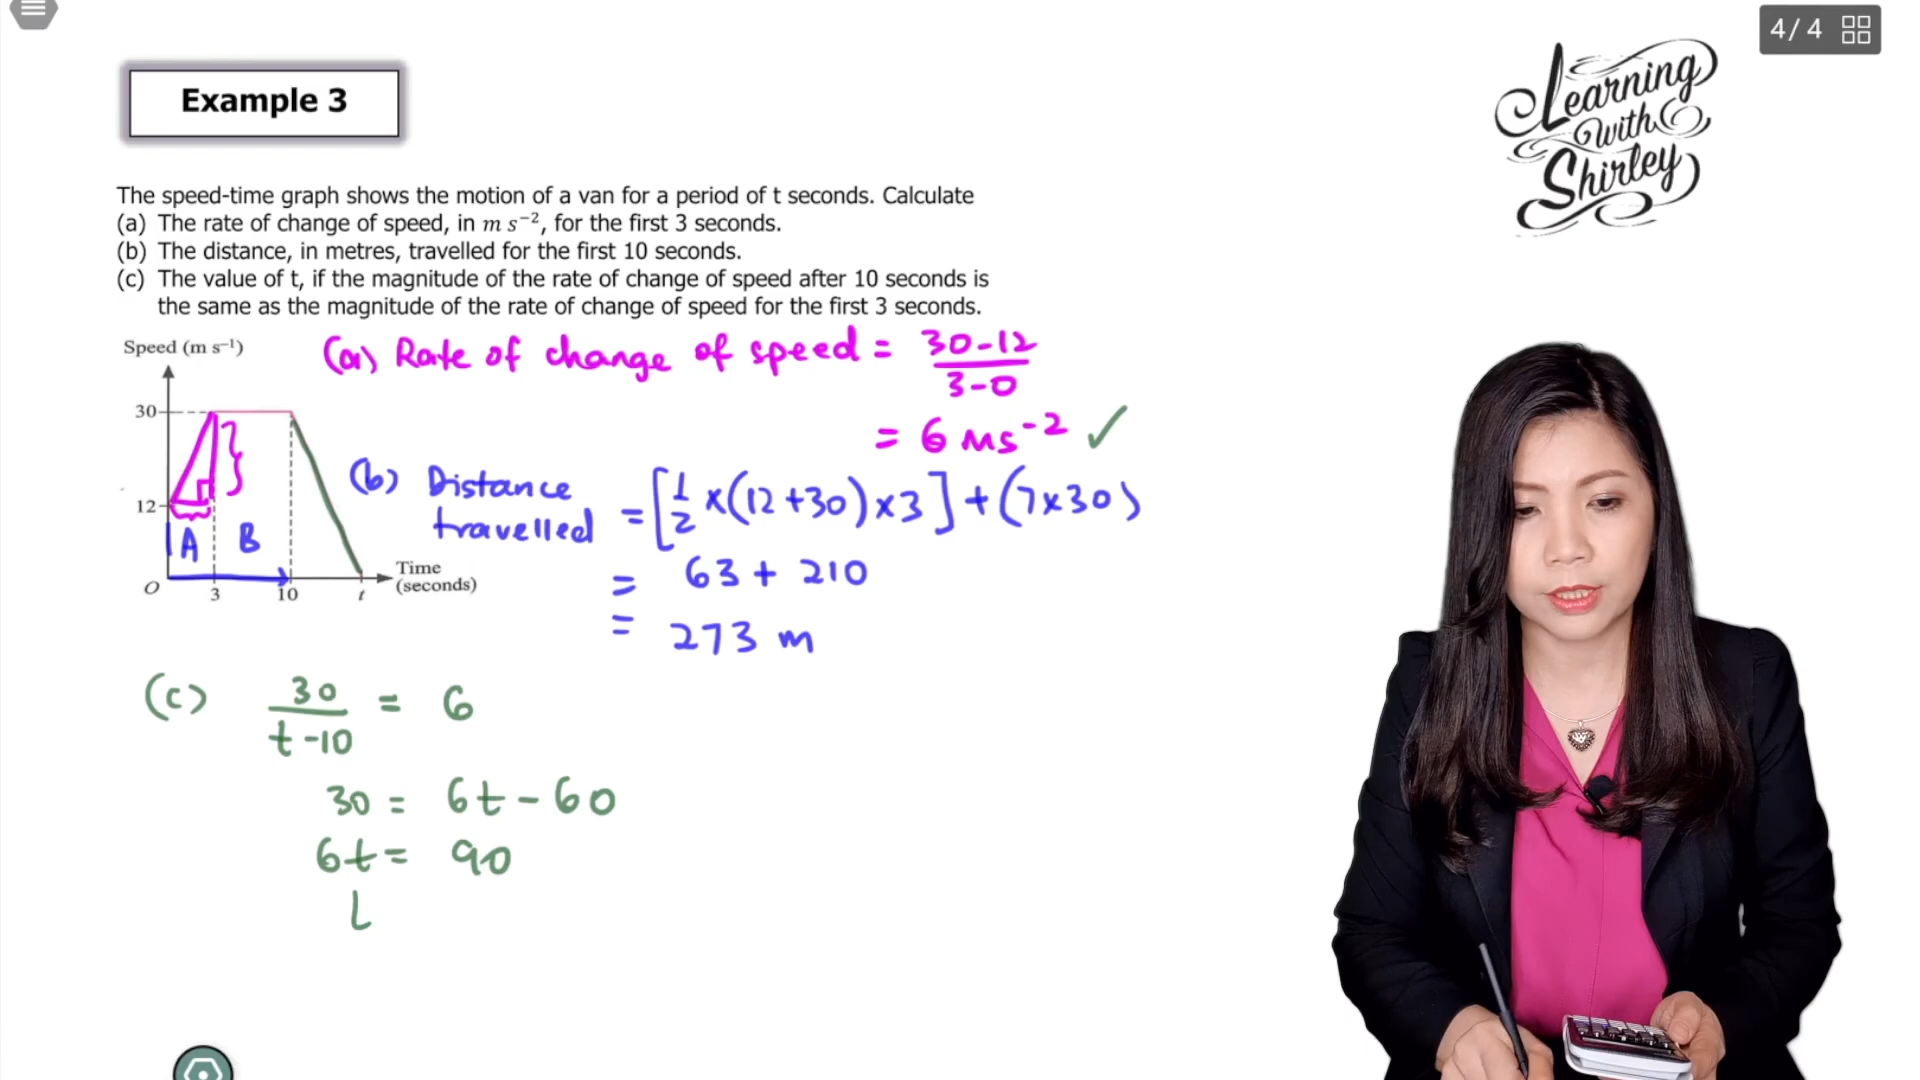 4/4
Learning
with
Shirley
Example 3
The speed-time graph shows the motion of a van for a period of t seconds. Calculate
(a) The rate of change of speed, in m s⁻², for the first 3 seconds.
(b) The distance, in metres, travelled for the first 10 seconds.
(c) The value of t, if the magnitude of the rate of change of speed after 10 seconds is
the same as the magnitude of the rate of change of speed for the first 3 seconds.
Speed (m s⁻¹)
30
12
A B
O 3 10 t
Time
(seconds)
(a) Rate of change of speed = (30-12)/(3-0)
= 6 ms⁻² ✓
(b) Distance
travelled = [1/2 × (12+30) × 3] + (7×30)
= 63 + 210
= 273 m
(c) 30/(t-10) = 6
30 = 6t - 60
6t = 90